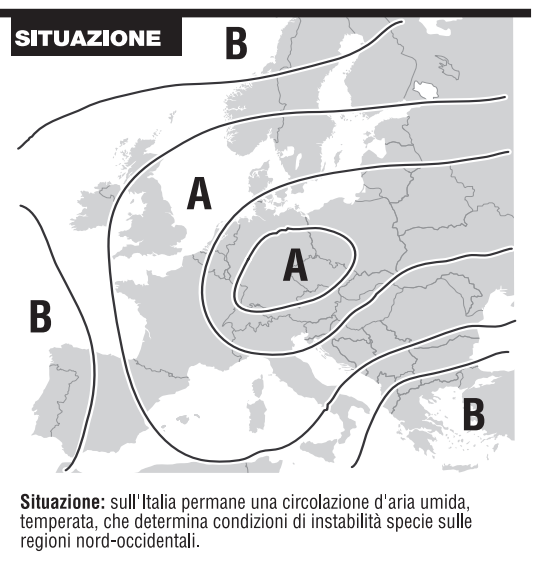 SITUAZIONE
B
A
A
B
B
Situazione: sull'Italia permane una circolazione d'aria umida,
temperata, che determina condizioni di instabilità specie sulle
regioni nord-occidentali.